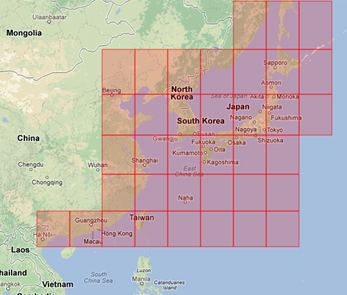 Ulaanbaatar
Mongolia
Sapporo
Aomori
Beijing
North
Korea
Sea of Japan
Akita
Morioka
Japan
Niigata
Fukushima
South Korea
Nagano
Nagoya
Tokyo
Gwangju
Busan
Osaka
Shizuoka
China
Fukuoka
Oita
Kumamoto
Kagoshima
Chengdu
Wuhan
Shanghai
East
China Sea
Chongqing
Naha
Taiwan
Guangzhou
Hong Kong
Ha Noi
Macau
Laos
Vietnam
South
China Sea
Luzon
Manila
Catanduanes
Island
Thailand